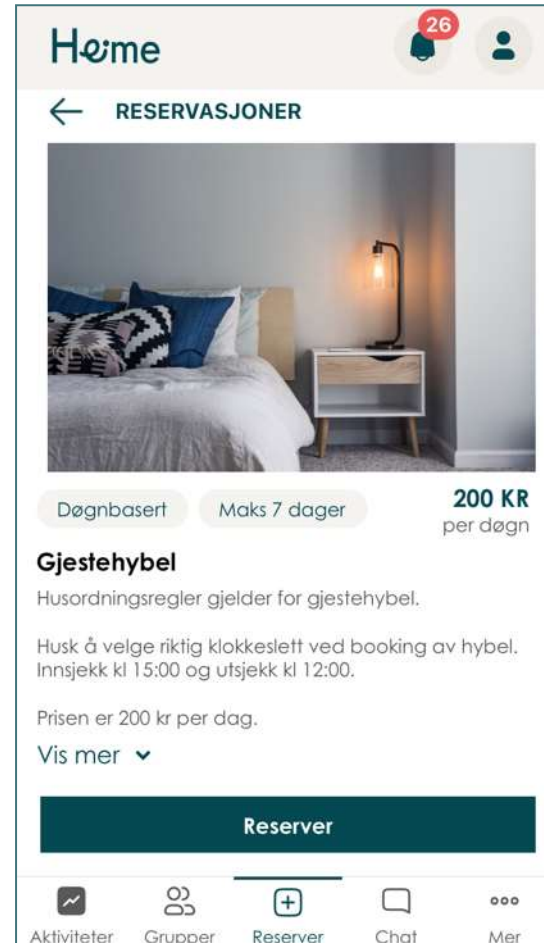 Heime
26
RESERVASJONER
Døgnbasert
Maks 7 dager
200 KR
per døgn
Gjestehybel
Husordningsregler gjelder for gjestehybel.
Husk å velge riktig klokkeslett ved booking av hybel.
Innsjekk kl 15:00 og utsjekk kl 12:00.
Prisen er 200 kr per dag.
Vis mer
Reserver
Aktiviteter
Grupper
Reserver
Chat
Mer